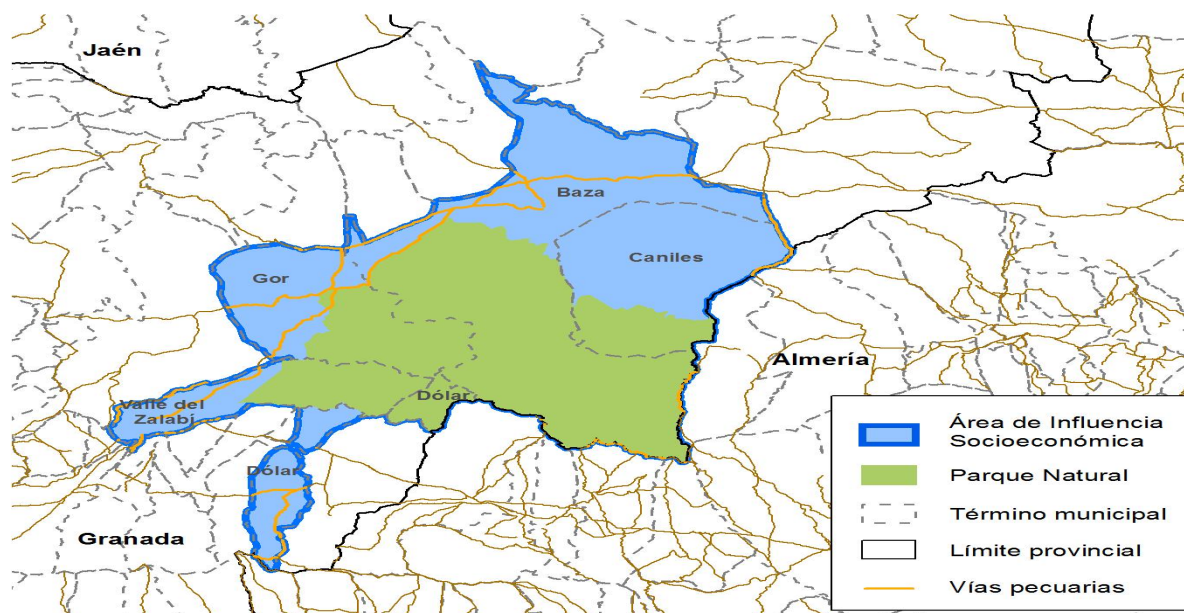 Jaén
Baza
Caniles
Gor
Almería
Dólar
Valle del
Zalabí
Dólar
Granada
Área de Influencia
Socioeconómica
Parque Natural
Término municipal
Límite provincial
Vías pecuarias